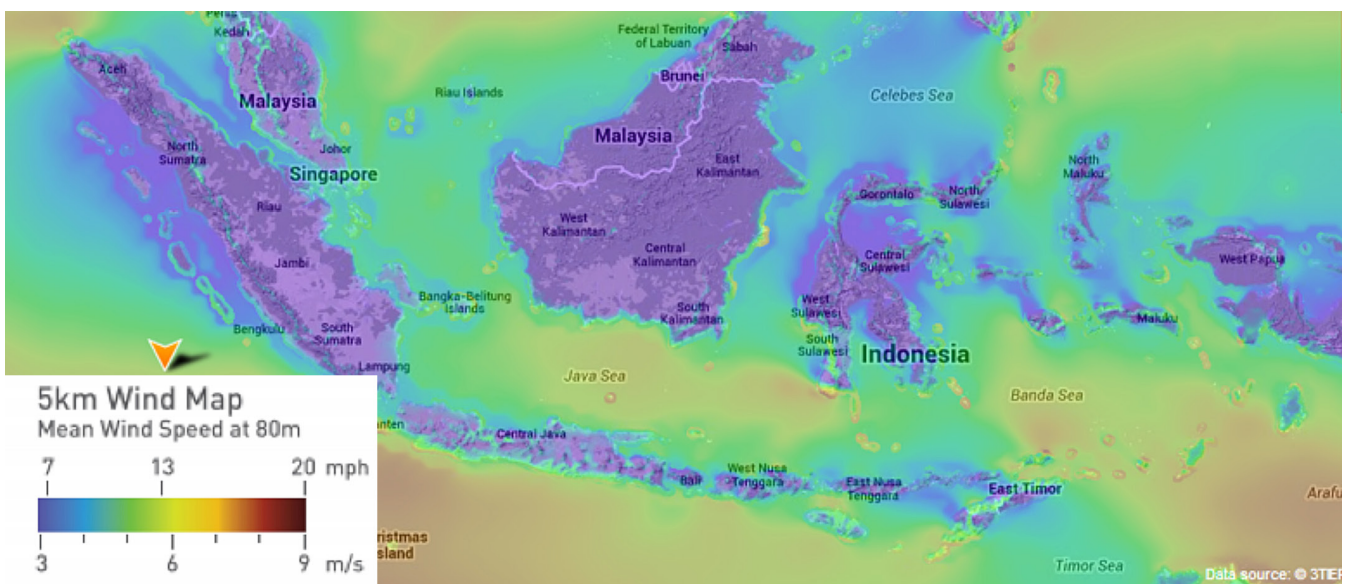 Perlis
Kedah
Federal Territory
of Labuan
Sabah
Aceh
Brunei
Malaysia
Riau Islands
Celebes Sea
Malaysia
North
Sumatra
Johor
Singapore
East
Kalimantan
North
Maluku
Gorontalo
North
Sulawesi
Riau
West
Kalimantan
Central
Kalimantan
Central
Sulawesi
West Papua
Jambi
Bangka-Belitung
Islands
West
Sulawesi
South
Kalimantan
Maluku
Bengkulu
South
Sumatra
South
Sulawesi
Indonesia
Lampung
Java Sea
Banda Sea
5km Wind Map
Mean Wind Speed at 80m
7 13 20 mph
3 6 9 m/s
anten
Central Java
Bali
West Nusa
Tenggara
East Nusa
Tenggara
East Timor
Arafu
ristmas
sland
Timor Sea
Data source: © 3TIER